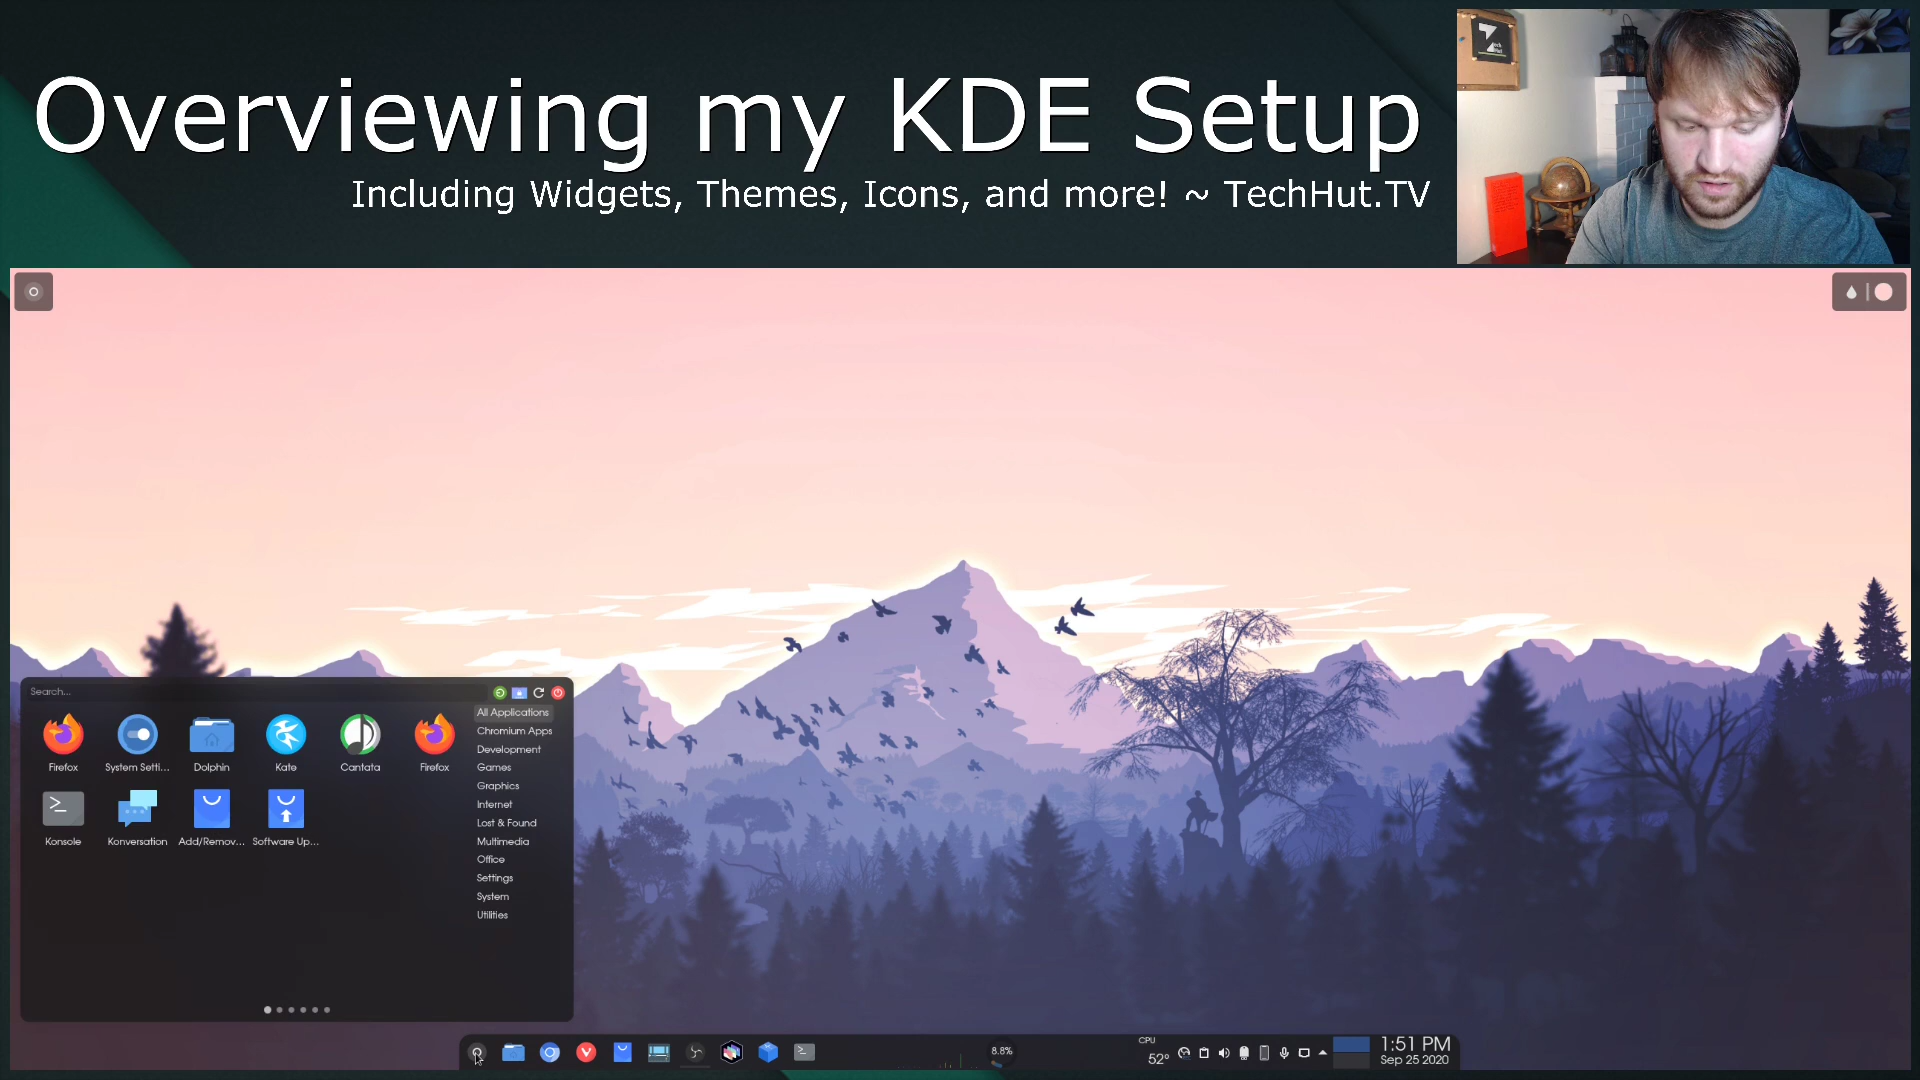 Overviewing my KDE Setup
Including Widgets, Themes, Icons, and more! ~ TechHut.TV
Search...
All Applications
Chromium Apps
Development
Games
Graphics
Internet
Lost & Found
Multimedia
Office
Settings
System
Utilities
Firefox System Setti... Dolphin Kate Cantata Firefox
Konsole Konversation Add/Remov... Software Up...
8.8%
CPU
52°
1:51 PM
Sep 25 2020